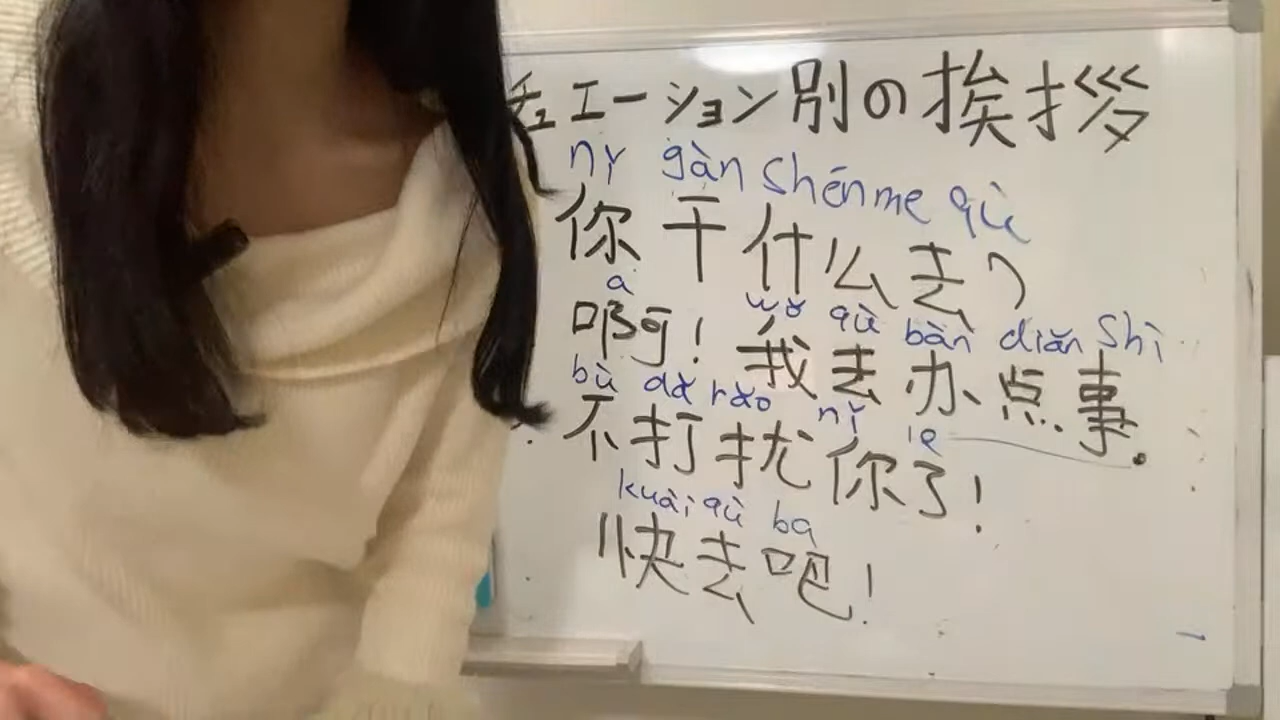 チュエーション別の挨拶
nǐ gàn shénme qù
你干什么去?
à wǒ qù bàn diǎn shì
啊! 我去办点事。
bù dǎ rǎo nǐ le
不打扰你了!
kuài qù ba
快去吧!